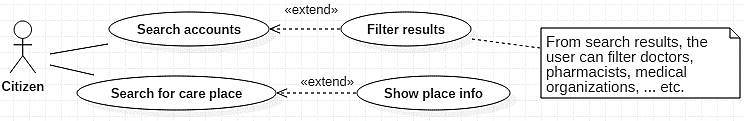 «extend»
Search accounts
Filter results
From search results, the
user can filter doctors,
pharmacists, medical
organizations, ... etc.
Citizen
«extend»
Search for care place
Show place info